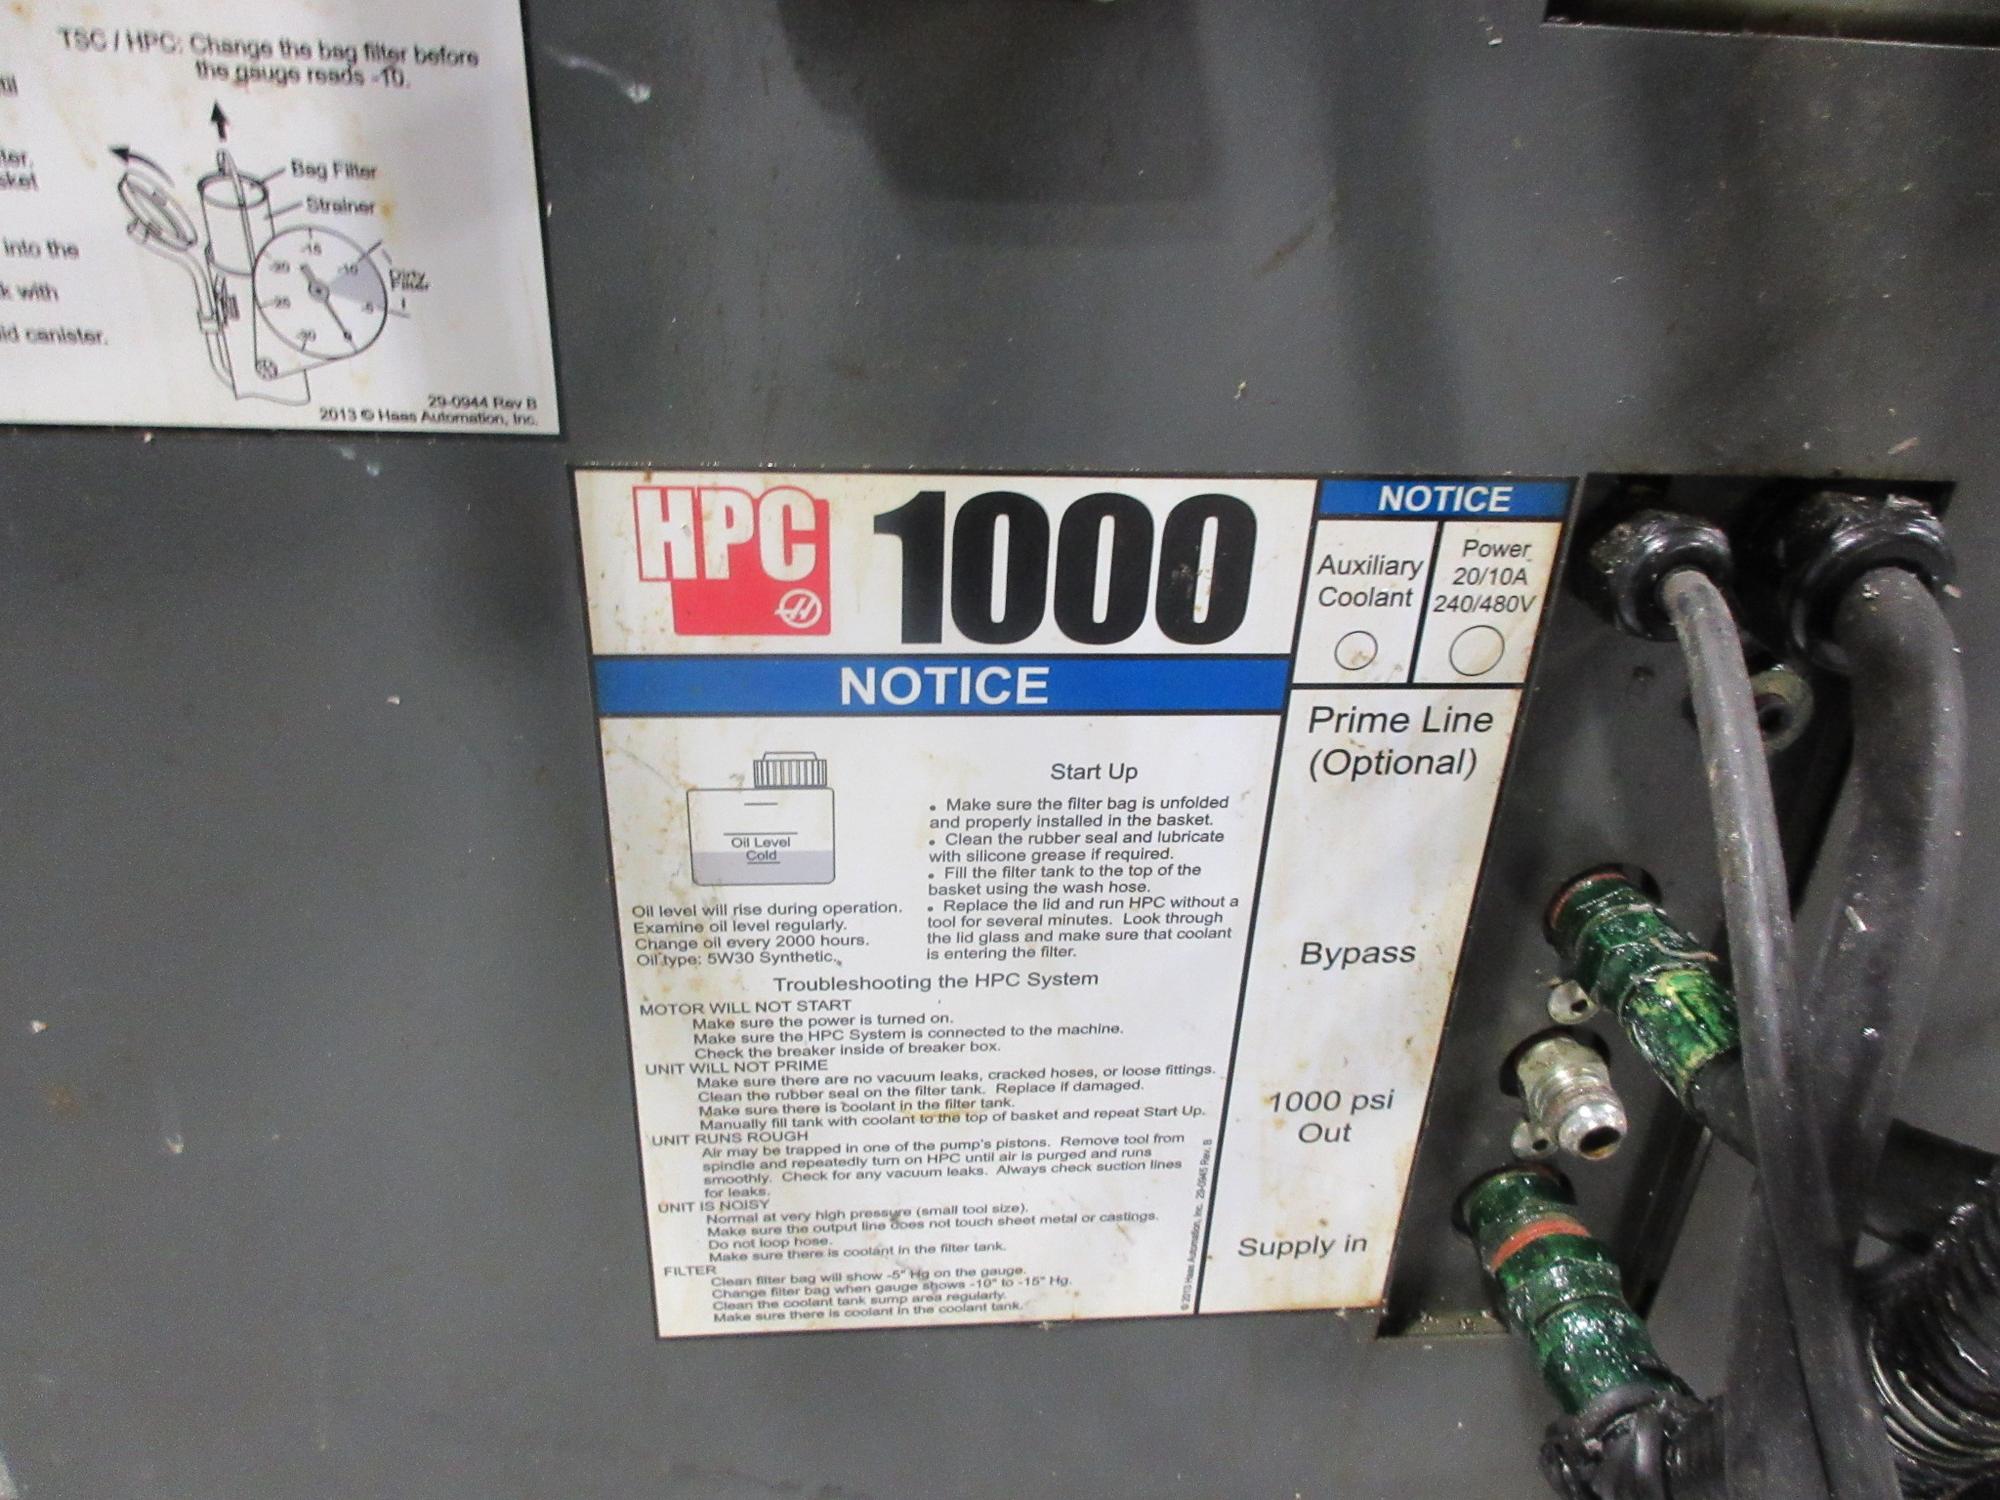 TSC / HPC: Change the bag filter before
the gauge reads -10.
Bag Filter
Strainer
-15
-20
-10
-25
-5
-30
Dirty
Filter
into the
with
canister.
29-0944 Rev B
2013 © Haas Automation, Inc.
HPC 1000
NOTICE
Oil Level
Cold
Oil level will rise during operation.
Examine oil level regularly.
Change oil every 2000 hours.
Oil type: 5W30 Synthetic.
Start Up
• Make sure the filter bag is unfolded
and properly installed in the basket.
• Clean the rubber seal and lubricate
with silicone grease if required.
• Fill the filter tank to the top of the
basket using the wash hose.
• Replace the lid and run HPC without a
tool for several minutes. Look through
the lid glass and make sure that coolant
is entering the filter.
Troubleshooting the HPC System
MOTOR WILL NOT START
Make sure the power is turned on.
Make sure the HPC System is connected to the machine.
Check the breaker inside of breaker box.
UNIT WILL NOT PRIME
Make sure there are no vacuum leaks, cracked hoses, or loose fittings.
Clean the rubber seal on the filter tank. Replace if damaged.
Make sure there is coolant in the filter tank.
Manually fill tank with coolant to the top of basket and repeat Start Up.
UNIT RUNS ROUGH
Air may be trapped in one of the pump's pistons. Remove tool from
spindle and repeatedly turn on HPC until air is purged and runs
smoothly. Check for any vacuum leaks. Always check suction lines
for leaks.
UNIT IS NOISY
Normal at very high pressure (small tool size).
Make sure the output line does not touch sheet metal or castings.
Do not loop hose.
Make sure there is coolant in the filter tank.
FILTER
Clean filter bag will show -5" Hg on the gauge.
Change filter bag when gauge shows -10" to -15" Hg.
Clean the coolant tank sump area regularly.
Make sure there is coolant in the coolant tank.
© 2013 Haas Automation, Inc. 29-0945 Rev. B
NOTICE
Auxiliary
Coolant
Power
20/10A
240/480V
Prime Line
(Optional)
Bypass
1000 psi
Out
Supply in